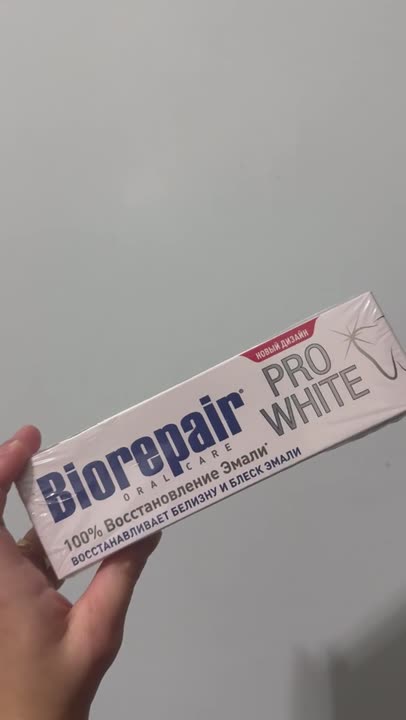 НОВЫЙ ДИЗАЙН
PRO
WHITE
Biorepair®
ORAL CARE
100% Восстановление Эмали*
ВОССТАНАВЛИВАЕТ БЕЛИЗНУ И БЛЕСК ЭМАЛИ